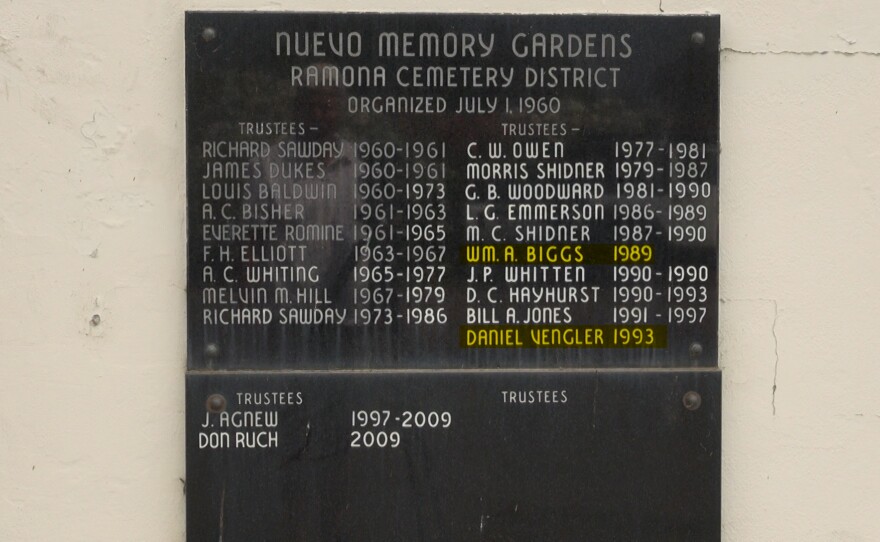 NUEVO MEMORY GARDENS
RAMONA CEMETERY DISTRICT
ORGANIZED JULY 1, 1960
TRUSTEES –
RICHARD SAWDAY 1960-1961
JAMES DUKES 1960-1961
LOUIS BALDWIN 1960-1973
A. C. BISHER 1961-1963
EVERETTE ROMINE 1961-1965
F. H. ELLIOTT 1963-1967
A. C. WHITING 1965-1977
MELVIN M. HILL 1967-1979
RICHARD SAWDAY 1973-1986
TRUSTEES –
C. W. OWEN 1977-1981
MORRIS SHIDNER 1979-1987
G. B. WOODWARD 1981-1990
L. G. EMMERSON 1986-1989
M. C. SHIDNER 1987-1990
WM. A. BIGGS 1989
J. P. WHITTEN 1990-1990
D. C. HAYHURST 1990-1993
BILL A. JONES 1991-1997
DANIEL VENGLER 1993
TRUSTEES
J. AGNEW 1997-2009
DON RUCH 2009
TRUSTEES